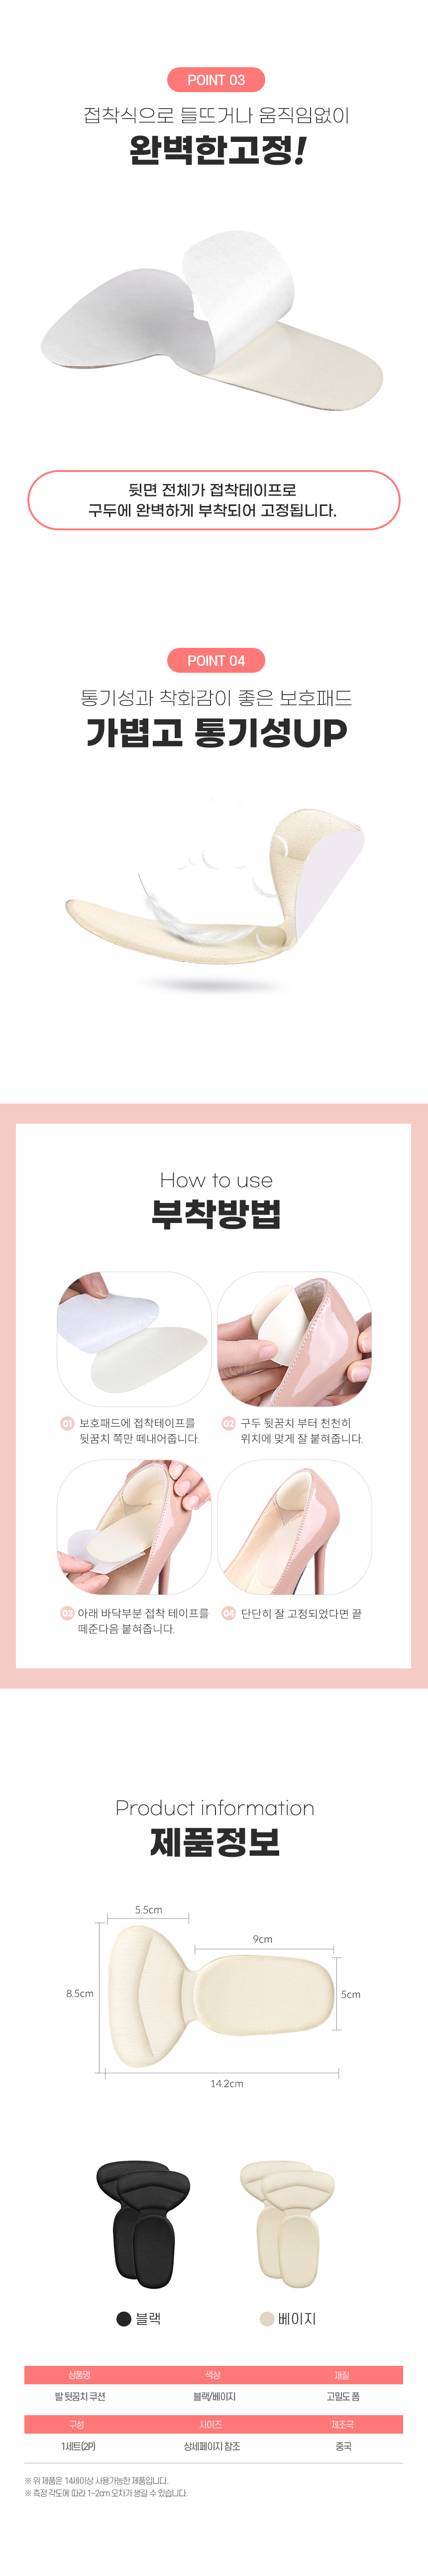 POINT 03
접착식으로 들뜨거나 움직임없이
완벽한고정!
뒷면 전체가 접착테이프로
구두에 완벽하게 부착되어 고정됩니다.
POINT 04
통기성과 착화감이 좋은 보호패드
가볍고 통기성UP
How to use
부착방법
01 보호패드에 접착테이프를
뒷꿈치 쪽만 떼내어줍니다.
02 구두 뒷꿈치 부터 천천히
위치에 맞게 잘 붙혀줍니다.
03 아래 바닥부분 접착 테이프를
떼준다음 붙혀줍니다.
04 단단히 잘 고정되었다면 끝
Product information
제품정보
5.5cm
9cm
8.5cm
5cm
14.2cm
블랙
베이지
상품명 색상 재질
발 뒷꿈치 쿠션 블랙/베이지 고밀도 폼
구성 사이즈 제조국
1세트(2P) 상세페이지 참조 중국
※ 위 제품은 14세이상 사용가능한 제품입니다.
※ 측정 각도에 따라 1~2cm 오차가 생길 수 있습니다.